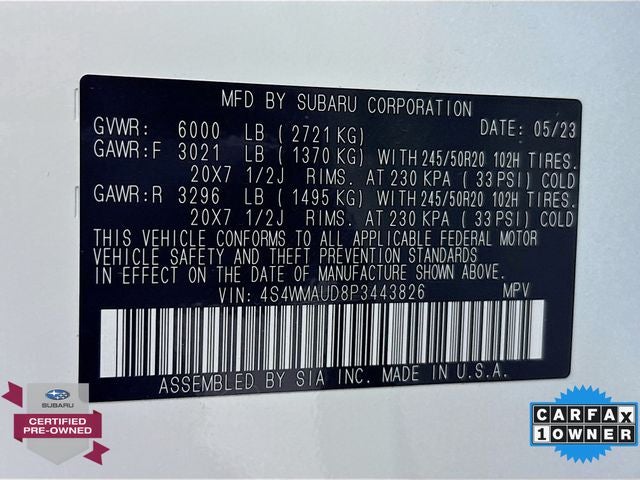 MFD BY SUBARU CORPORATION
GVWR: 6000 LB ( 2721 KG) DATE: 05/23
GAWR:F 3021 LB ( 1370 KG) WITH 245/50R20 102H TIRES.
20X7 1/2J RIMS. AT 230 KPA ( 33 PSI) COLD
GAWR:R 3296 LB ( 1495 KG) WITH 245/50R20 102H TIRES.
20X7 1/2J RIMS. AT 230 KPA ( 33 PSI) COLD
THIS VEHICLE CONFORMS TO ALL APPLICABLE FEDERAL MOTOR
VEHICLE SAFETY AND THEFT PREVENTION STANDARDS
IN EFFECT ON THE DATE OF MANUFACTURE SHOWN ABOVE.
VIN: 4S4WMAUD8P3443826 MPV
ASSEMBLED BY SIA INC. MADE IN U.S.A.
SUBARU
CERTIFIED
PRE-OWNED
CARFAX
1 OWNER